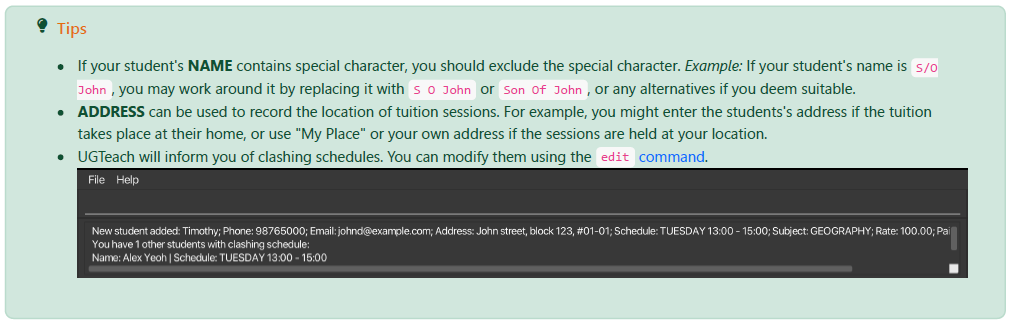 Tips
If your student's NAME contains special character, you should exclude the special character. Example: If your student's name is S/O
John, you may work around it by replacing it with S O John or Son Of John, or any alternatives if you deem suitable.
ADDRESS can be used to record the location of tuition sessions. For example, you might enter the students's address if the tuition
takes place at their home, or use "My Place" or your own address if the sessions are held at your location.
UGTeach will inform you of clashing schedules. You can modify them using the edit command.
File Help
New student added: Timothy; Phone: 98765000; Email: johnd@example.com; Address: John street, block 123, #01-01; Schedule: TUESDAY 13:00 - 15:00; Subject: GEOGRAPHY; Rate: 100.00; Pai
You have 1 other students with clashing schedule:
Name: Alex Yeoh | Schedule: TUESDAY 13:00 - 15:00